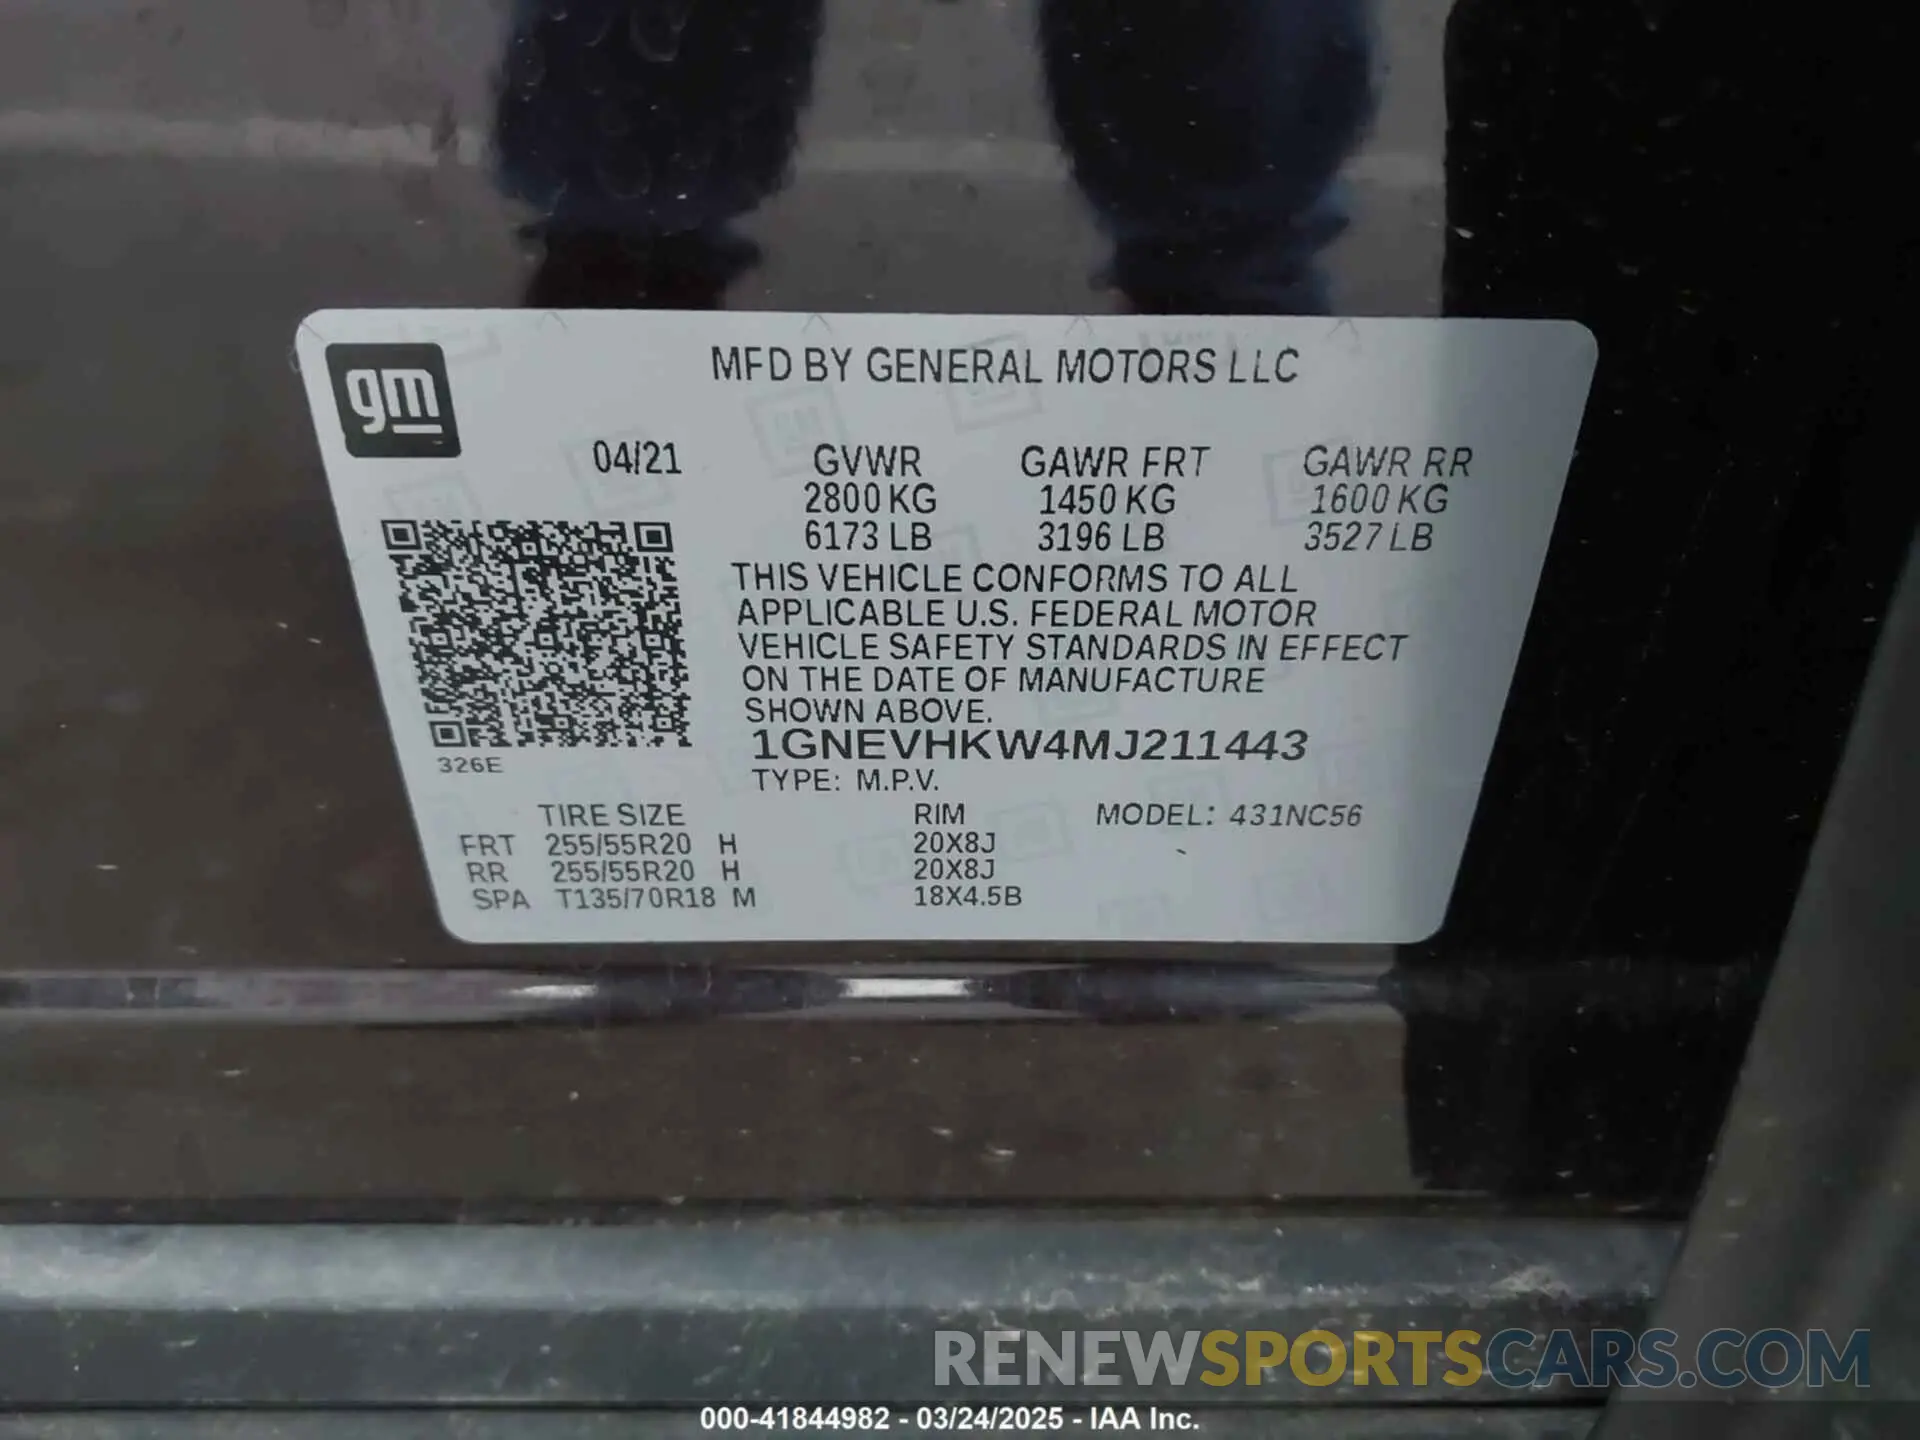 gm
MFD BY GENERAL MOTORS LLC
04/21 GVWR GAWR FRT GAWR RR
2800 KG 1450 KG 1600 KG
6173 LB 3196 LB 3527 LB
THIS VEHICLE CONFORMS TO ALL
APPLICABLE U.S. FEDERAL MOTOR
VEHICLE SAFETY STANDARDS IN EFFECT
ON THE DATE OF MANUFACTURE
SHOWN ABOVE.
1GNEVHKW4MJ211443
326E
TYPE: M.P.V.
TIRE SIZE RIM MODEL: 431NC56
FRT 255/55R20 H 20X8J
RR 255/55R20 H 20X8J
SPA T135/70R18 M 18X4.5B
RENEWSPORTSCARS.COM
000-41844982 - 03/24/2025 - IAA Inc.